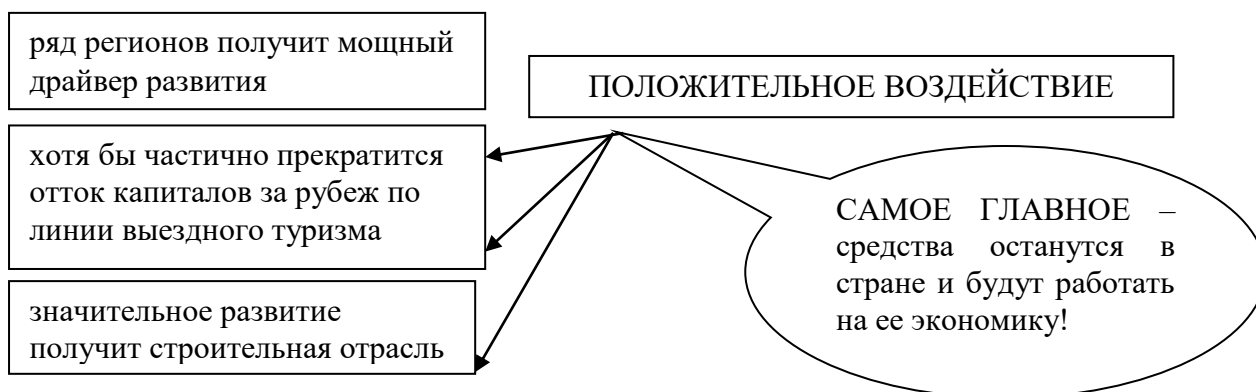 ряд регионов получит мощный
драйвер развития
ПОЛОЖИТЕЛЬНОЕ ВОЗДЕЙСТВИЕ
хотя бы частично прекратится
отток капиталов за рубеж по
линии выездного туризма
САМОЕ ГЛАВНОЕ –
средства останутся в
стране и будут работать
на ее экономику!
значительное развитие
получит строительная отрасль